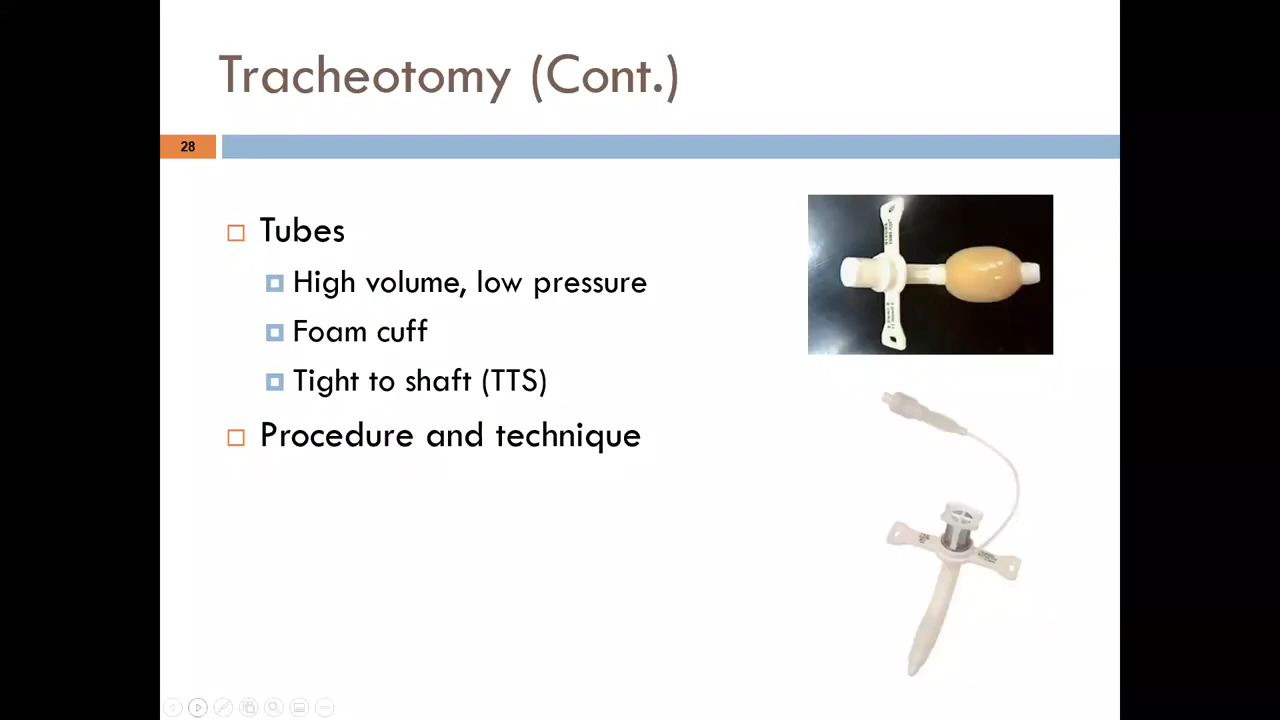 Tracheotomy (Cont.)
28
Tubes
High volume, low pressure
Foam cuff
Tight to shaft (TTS)
Procedure and technique